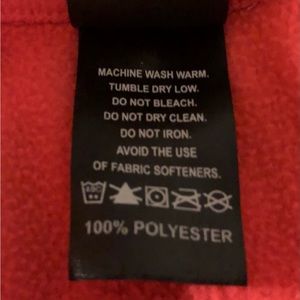 MACHINE WASH WARM.
TUMBLE DRY LOW.
DO NOT BLEACH.
DO NOT DRY CLEAN.
DO NOT IRON.
AVOID THE USE
OF FABRIC SOFTENERS.
100% POLYESTER